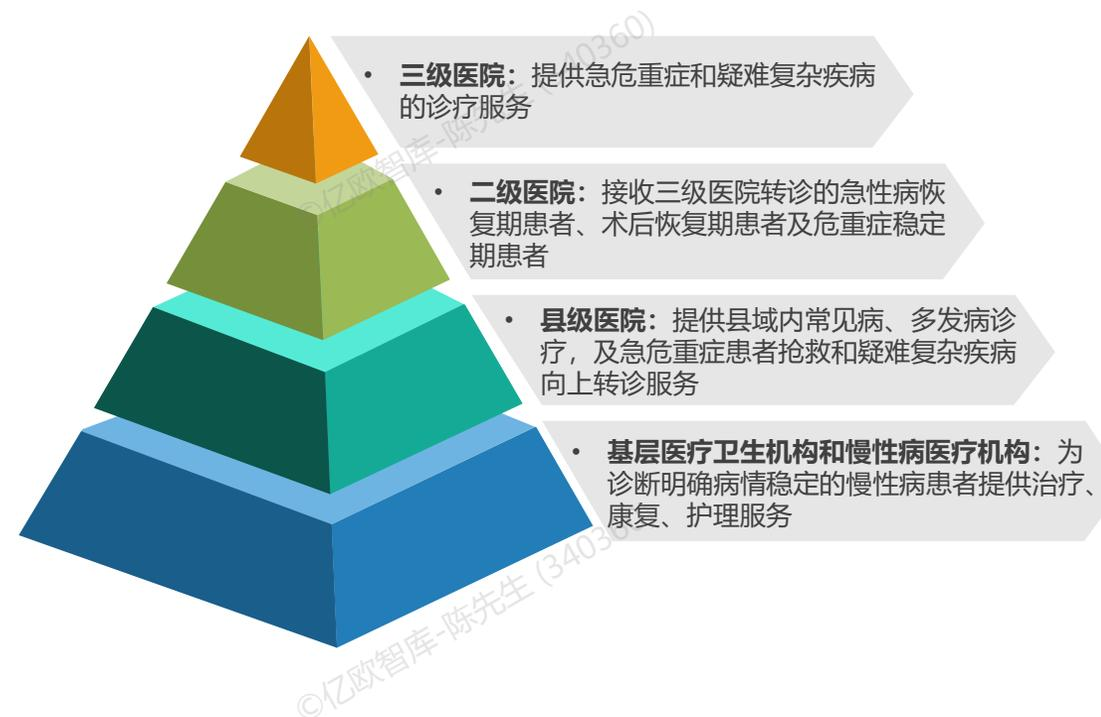 • 三级医院：提供急危重症和疑难复杂疾病
的诊疗服务
• 二级医院：接收三级医院转诊的急性病恢
复期患者、术后恢复期患者及危重症稳定
期患者
• 县级医院：提供县域内常见病、多发病诊
疗，及急危重症患者抢救和疑难复杂疾病
向上转诊服务
• 基层医疗卫生机构和慢性病医疗机构：为
诊断明确病情稳定的慢性病患者提供治疗、
康复、护理服务
©亿欧智库-陈先生 (340360)
©亿欧智库-陈先生 (340360)